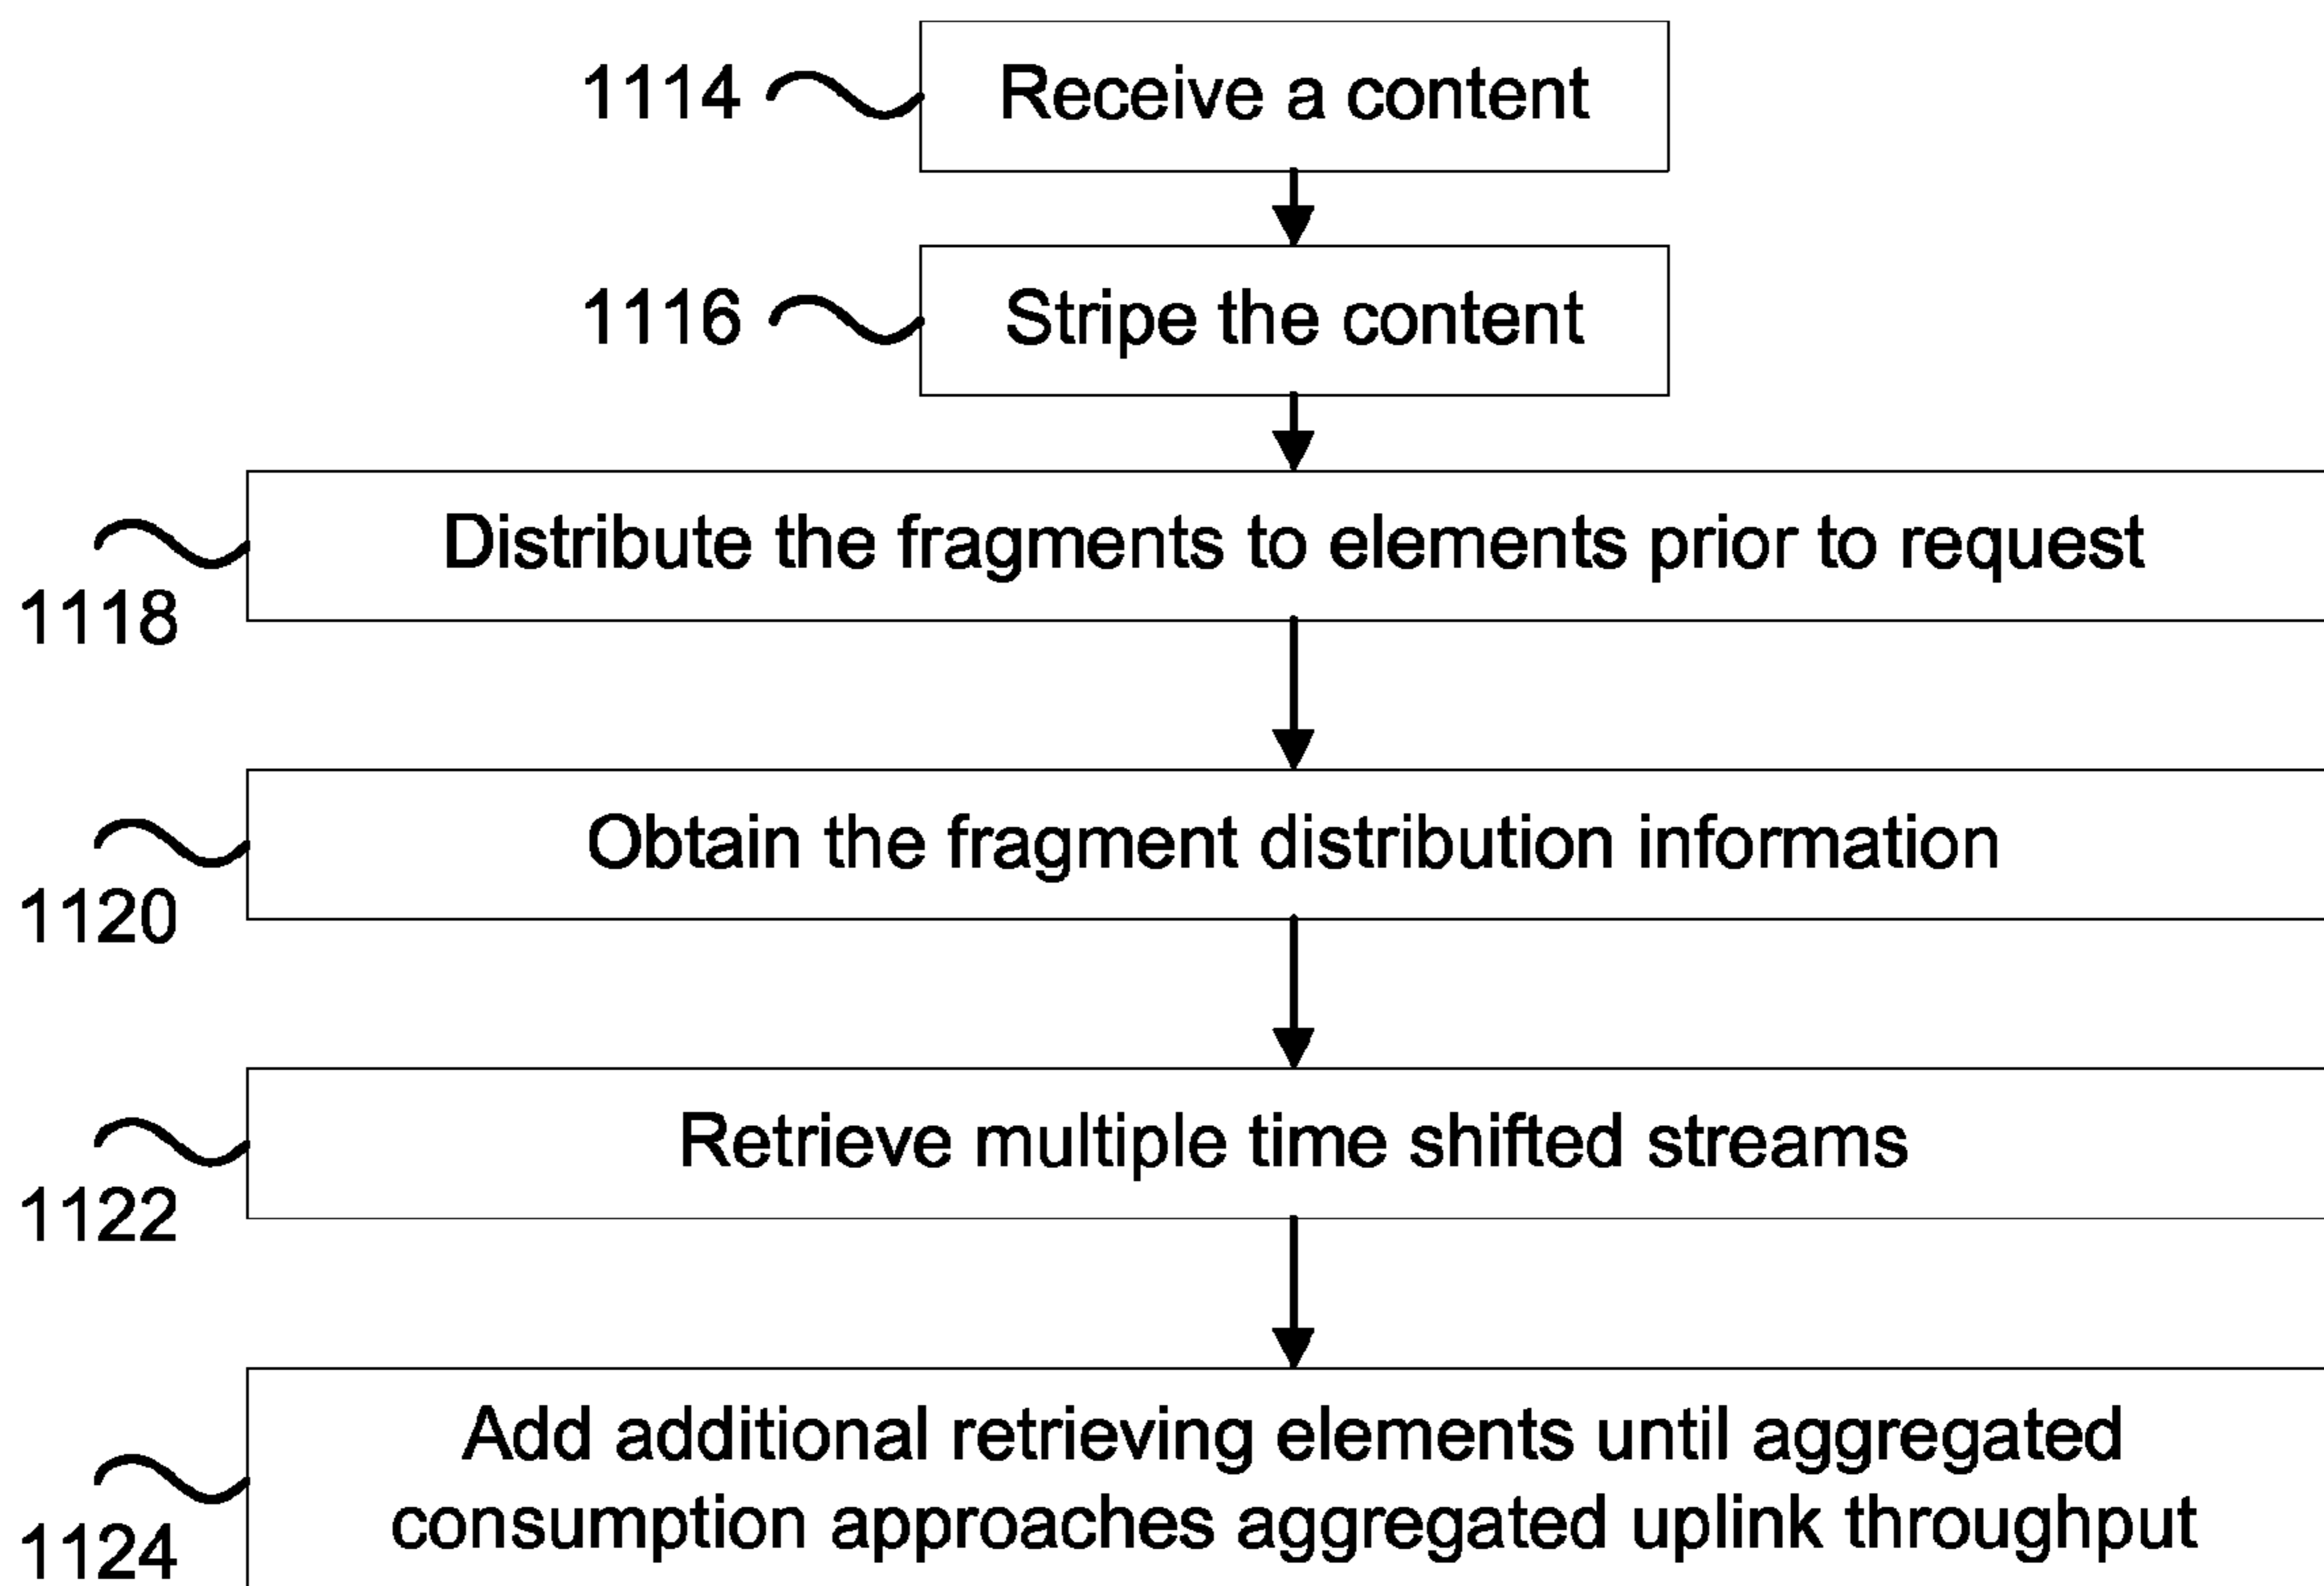 1114
Receive a content
1116
Stripe the content
Distribute the fragments to elements prior to request
1118
Obtain the fragment distribution information
1120
Retrieve multiple time shifted streams
1122
Add additional retrieving elements until aggregated
consumption approaches aggregated uplink throughput
1124